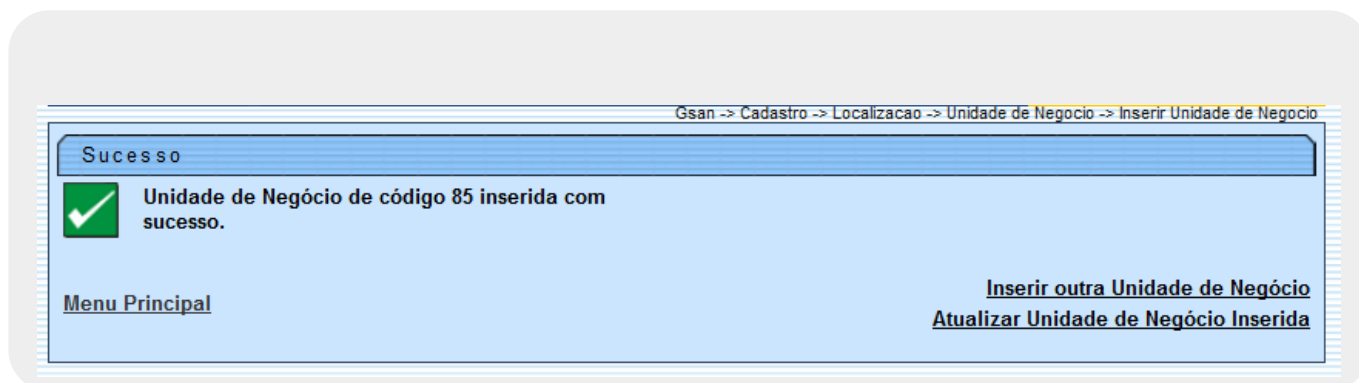 Gsan -> Cadastro -> Localizacao -> Unidade de Negocio -> Inserir Unidade de Negocio
Sucesso
Unidade de Negócio de código 85 inserida com
sucesso.
Inserir outra Unidade de Negócio
Menu Principal
Atualizar Unidade de Negócio Inserida